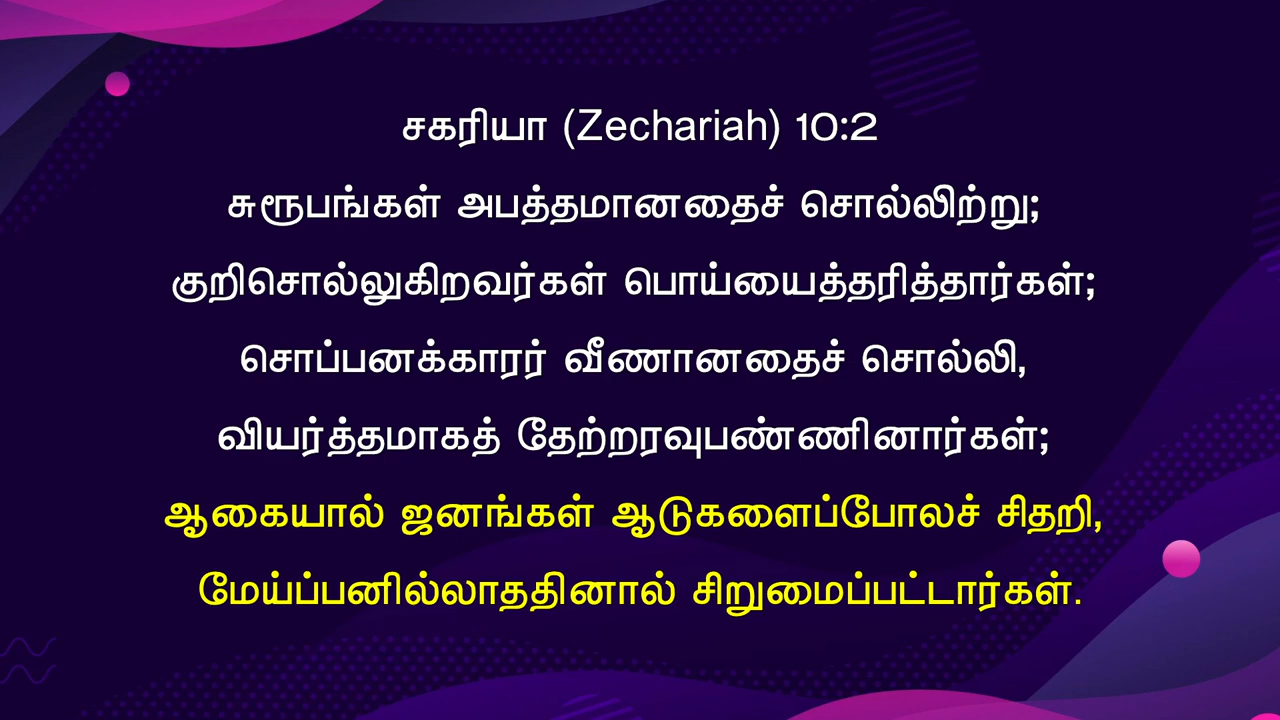 சகரியா (Zechariah) 10:2
சுரூபங்கள் அபத்தமானதைச் சொல்லிற்று;
குறிசொல்லுகிறவர்கள் பொய்யைத்தரித்தார்கள்;
சொப்பனக்காரர் வீணானதைச் சொல்லி,
வியர்த்தமாகத் தேற்றரவுபண்ணினார்கள்;
ஆகையால் ஜனங்கள் ஆடுகளைப்போலச் சிதறி,
மேய்ப்பனில்லாததினால் சிறுமைப்பட்டார்கள்.